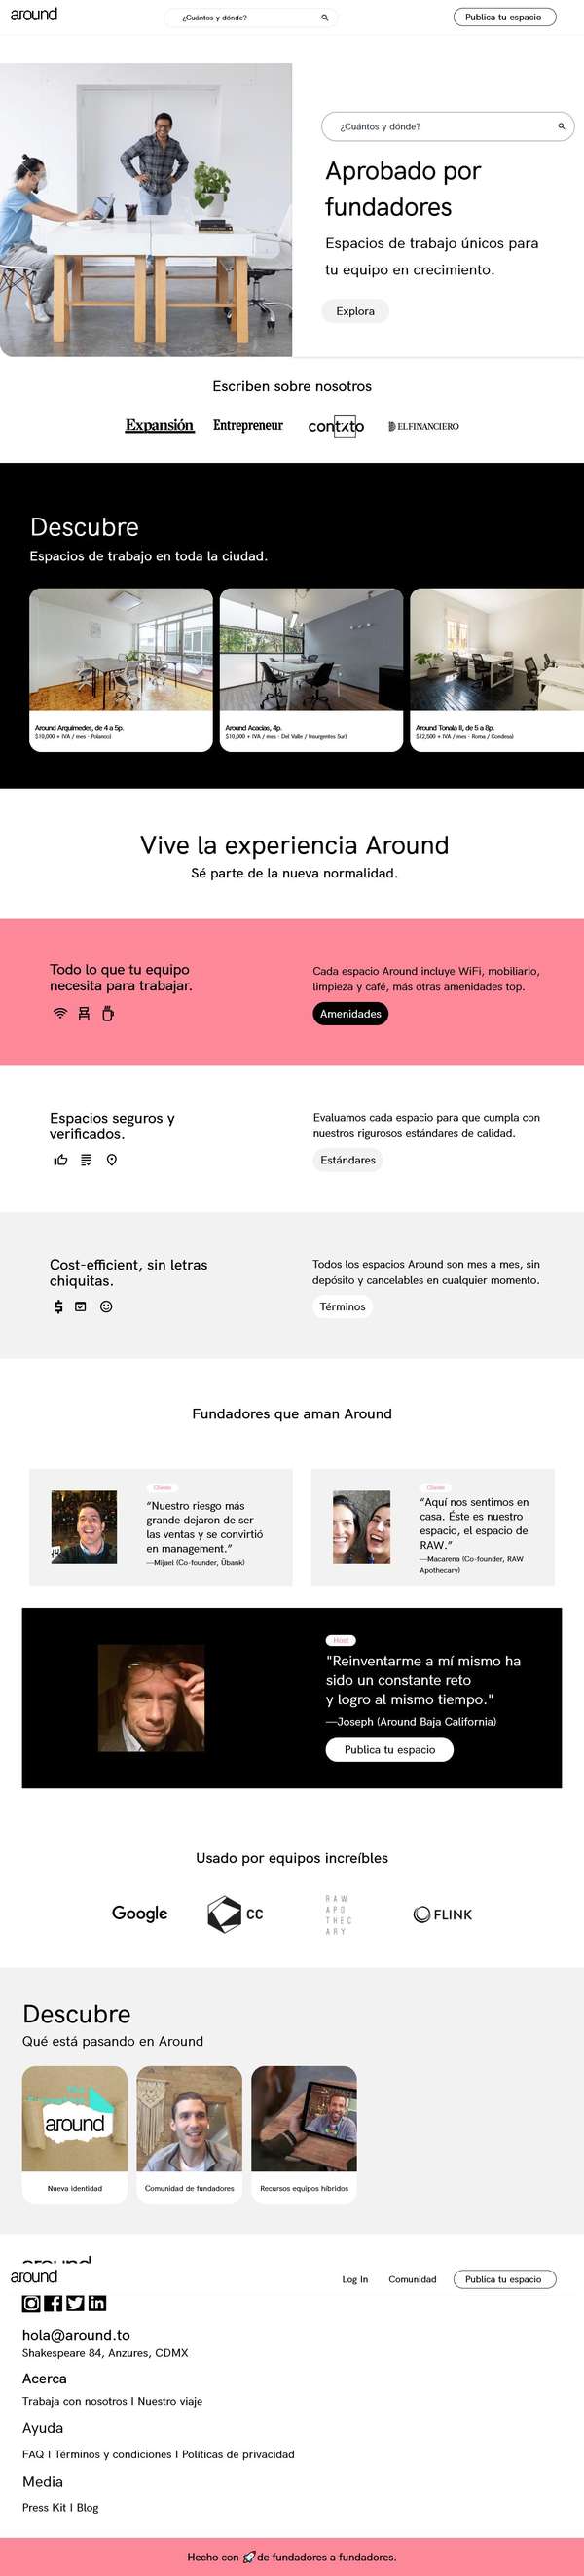 around
¿Cuántos y dónde?
Publica tu espacio
¿Cuántos y dónde?
Aprobado por
fundadores
Espacios de trabajo únicos para
tu equipo en crecimiento.
Explora
Escriben sobre nosotros
Expansión
Entrepreneur
contxto
EL FINANCIERO
Descubre
Espacios de trabajo en toda la ciudad.
Around Arquímedes, de 4 a 5p.
$10,000 + IVA / mes - Polanco)
Around Acacias, 4p.
$10,000 + IVA / mes - Del Valle / Insurgentes Sur)
Around Tonalá II, de 5 a 8p.
$12,500 + IVA / mes - Roma / Condesa)
Vive la experiencia Around
Sé parte de la nueva normalidad.
Todo lo que tu equipo
necesita para trabajar.
Cada espacio Around incluye WiFi, mobiliario,
limpieza y café, más otras amenidades top.
Amenidades
Espacios seguros y
verificados.
Evaluamos cada espacio para que cumpla con
nuestros rigurosos estándares de calidad.
Estándares
Cost-efficient, sin letras
chiquitas.
Todos los espacios Around son mes a mes, sin
depósito y cancelables en cualquier momento.
Términos
Fundadores que aman Around
“Nuestro riesgo más
grande dejaron de ser
las ventas y se convirtió
en management.”
—Mijael (Co-founder, Übank)
“Aquí nos sentimos en
casa. Éste es nuestro
espacio, el espacio de
RAW.”
—Macarena (Co-founder, RAW
Apothecary)
Host
"Reinventarme a mí mismo ha
sido un constante reto
y logro al mismo tiempo."
—Joseph (Around Baja California)
Publica tu espacio
Usado por equipos increíbles
Google
CC
RAW
APO
THEC
ARY
FLINK
Descubre
Qué está pasando en Around
around
Nueva identidad
Comunidad de fundadores
Recursos equipos híbridos
around
around
Log In
Comunidad
Publica tu espacio
hola@around.to
Shakespeare 84, Anzures, CDMX
Acerca
Trabaja con nosotros I Nuestro viaje
Ayuda
FAQ I Términos y condiciones I Políticas de privacidad
Media
Press Kit I Blog
Hecho con 🚀 de fundadores a fundadores.